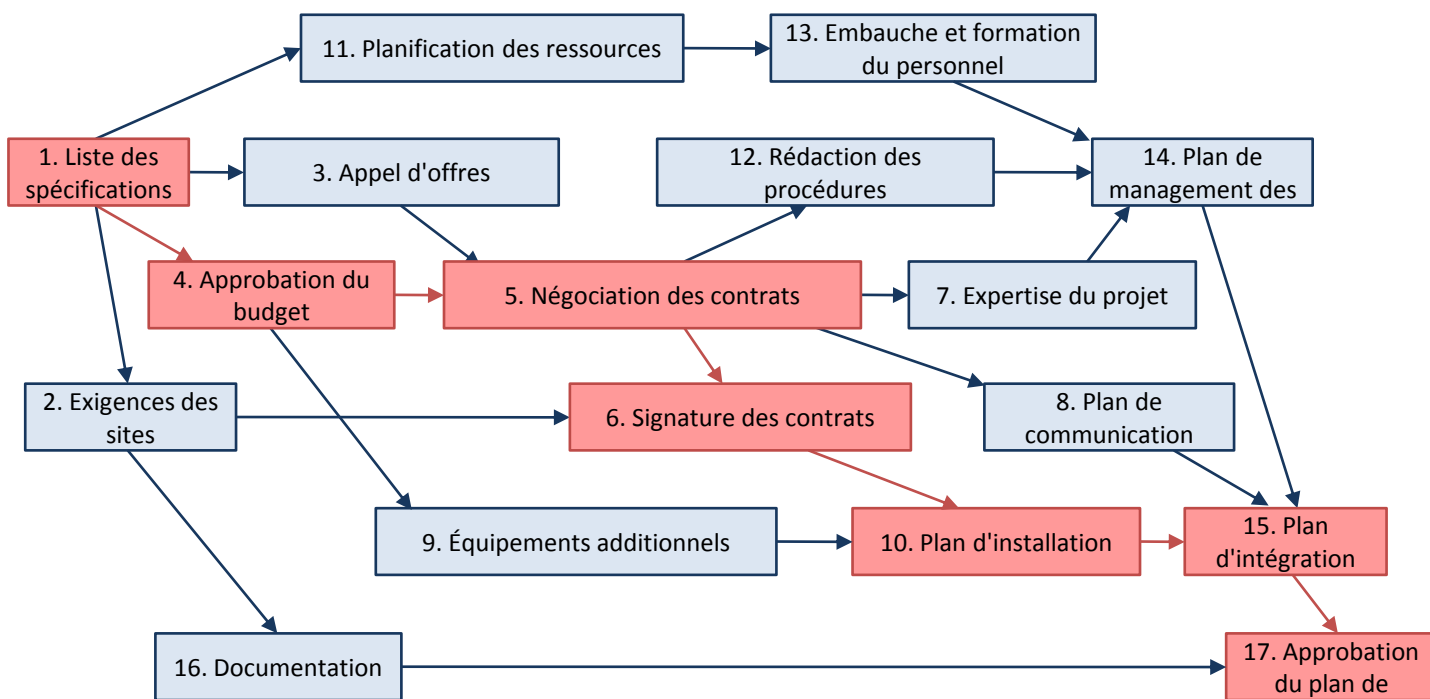 11. Planification des ressources
13. Embauche et formation
du personnel
1. Liste des
spécifications
3. Appel d'offres
12. Rédaction des
procédures
14. Plan de
management des
4. Approbation du
budget
5. Négociation des contrats
7. Expertise du projet
2. Exigences des
sites
6. Signature des contrats
8. Plan de
communication
9. Équipements additionnels
10. Plan d'installation
15. Plan
d'intégration
16. Documentation
17. Approbation
du plan de